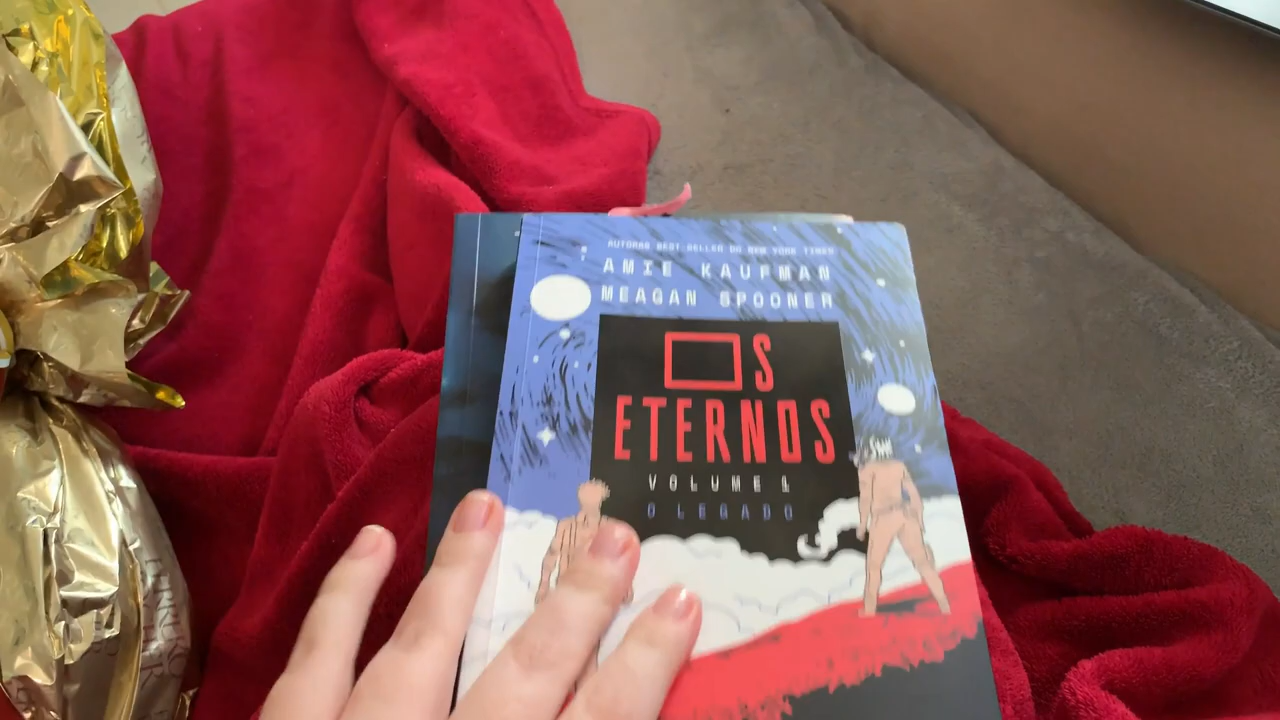 AUTORAS BEST-SELLER DO NEW YORK TIMES
AMIE KAUFMAN
MEAGAN SPOONER
OS
ETERNOS
VOLUME 1
O LEGADO